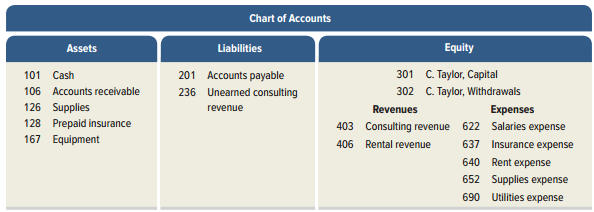 Chart of Accounts
Assets
101 Cash
106 Accounts receivable
126 Supplies
128 Prepaid insurance
167 Equipment
Liabilities
201 Accounts payable
236 Unearned consulting
revenue
Equity
301 C. Taylor, Capital
302 C. Taylor, Withdrawals
Revenues
403 Consulting revenue
406 Rental revenue
Expenses
622 Salaries expense
637 Insurance expense
640 Rent expense
652 Supplies expense
690 Utilities expense